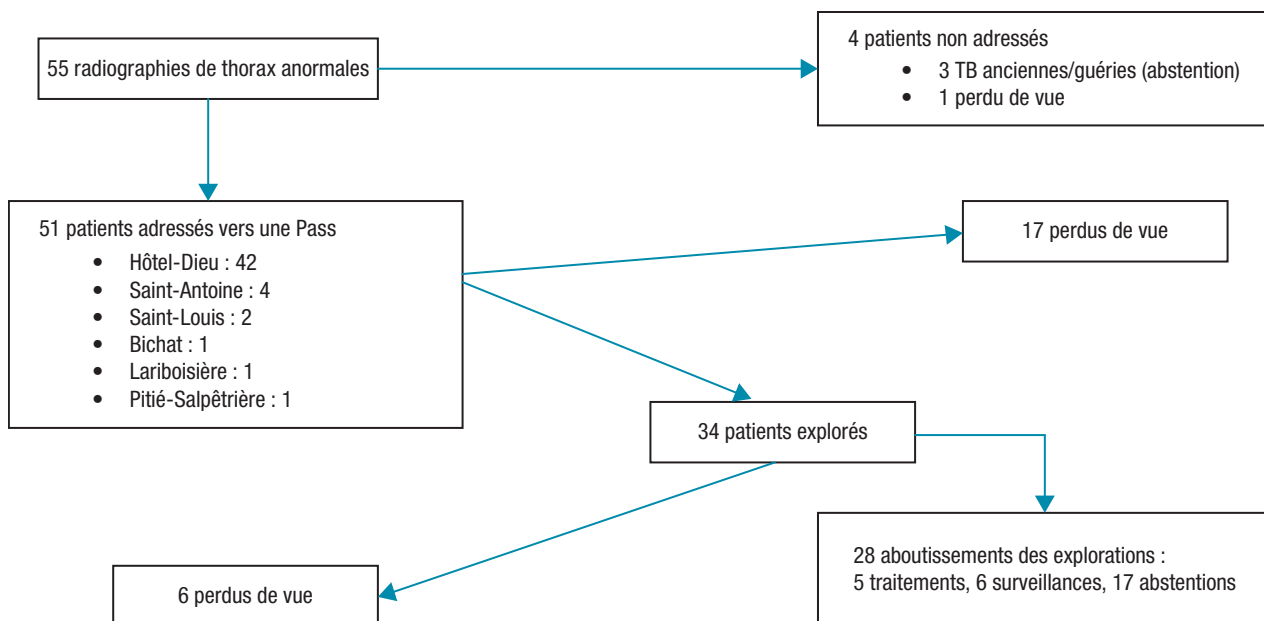 55 radiographies de thorax anormales
4 patients non adressés
• 3 TB anciennes/guéries (abstention)
• 1 perdu de vue
51 patients adressés vers une Pass
• Hôtel-Dieu : 42
• Saint-Antoine : 4
• Saint-Louis : 2
• Bichat : 1
• Lariboisière : 1
• Pitié-Salpêtrière : 1
17 perdus de vue
34 patients explorés
6 perdus de vue
28 aboutissements des explorations :
5 traitements, 6 surveillances, 17 abstentions